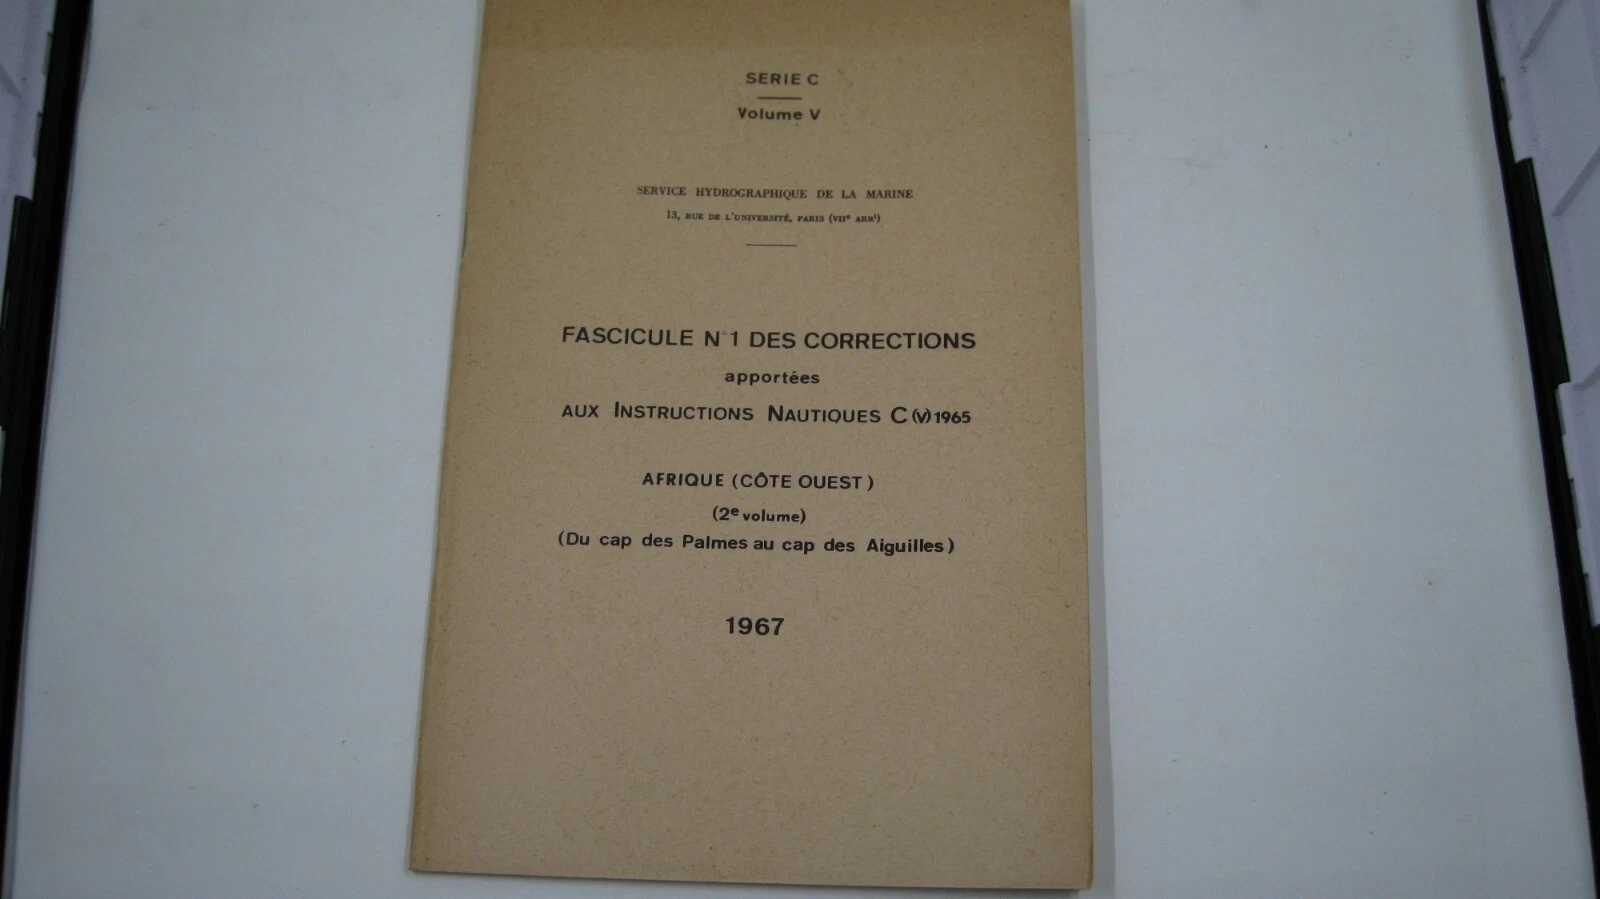 SERIE C
Volume V
SERVICE HYDROGRAPHIQUE DE LA MARINE
13, RUE DE L'UNIVERSITÉ, PARIS (VIIe ARRt)
FASCICULE N°1 DES CORRECTIONS
apportées
AUX INSTRUCTIONS NAUTIQUES C (V) 1965
AFRIQUE (CÔTE OUEST)
(2e volume)
(Du cap des Palmes au cap des Aiguilles)
1967